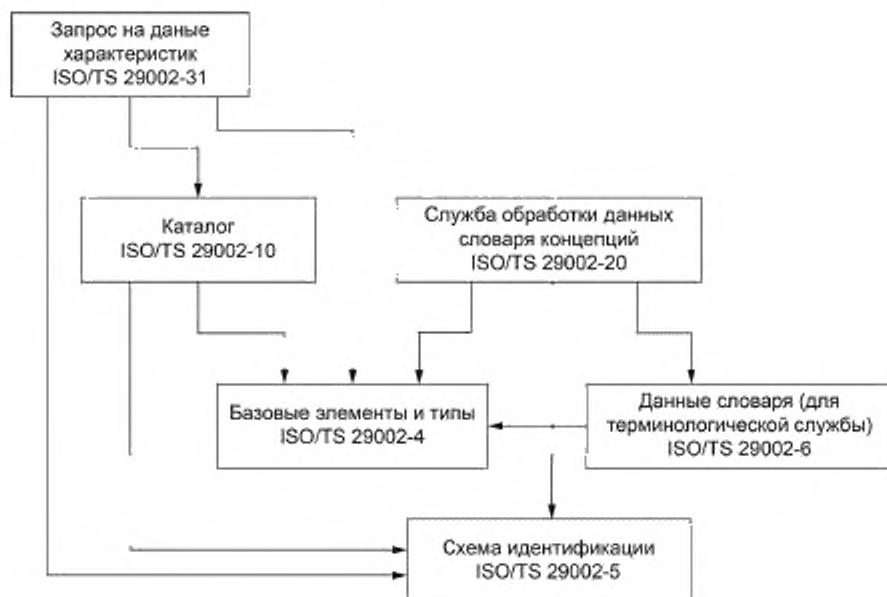 Запрос на даные
характеристик
ISO/TS 29002-31
Каталог
ISO/TS 29002-10
Служба обработки данных
словаря концепций
ISO/TS 29002-20
Базовые элементы и типы
ISO/TS 29002-4
Данные словаря (для
терминологической службы)
ISO/TS 29002-6
Схема идентификации
ISO/TS 29002-5